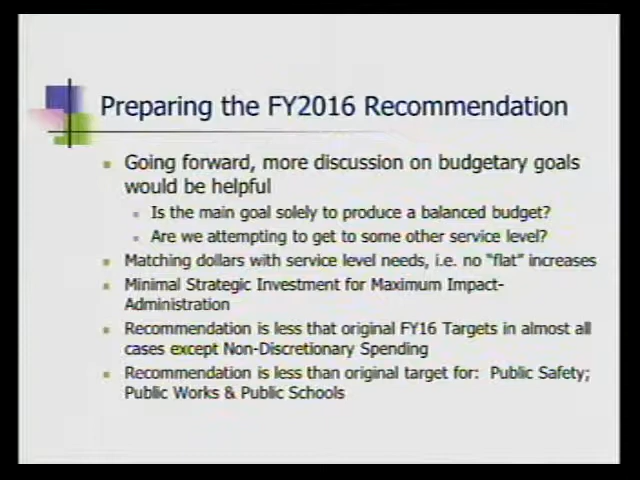 Preparing the FY2016 Recommendation
Going forward, more discussion on budgetary goals
would be helpful
Is the main goal solely to produce a balanced budget?
Are we attempting to get to some other service level?
Matching dollars with service level needs, i.e. no "flat" increases
Minimal Strategic Investment for Maximum Impact-
Administration
Recommendation is less that original FY16 Targets in almost all
cases except Non-Discretionary Spending
Recommendation is less than original target for: Public Safety;
Public Works & Public Schools